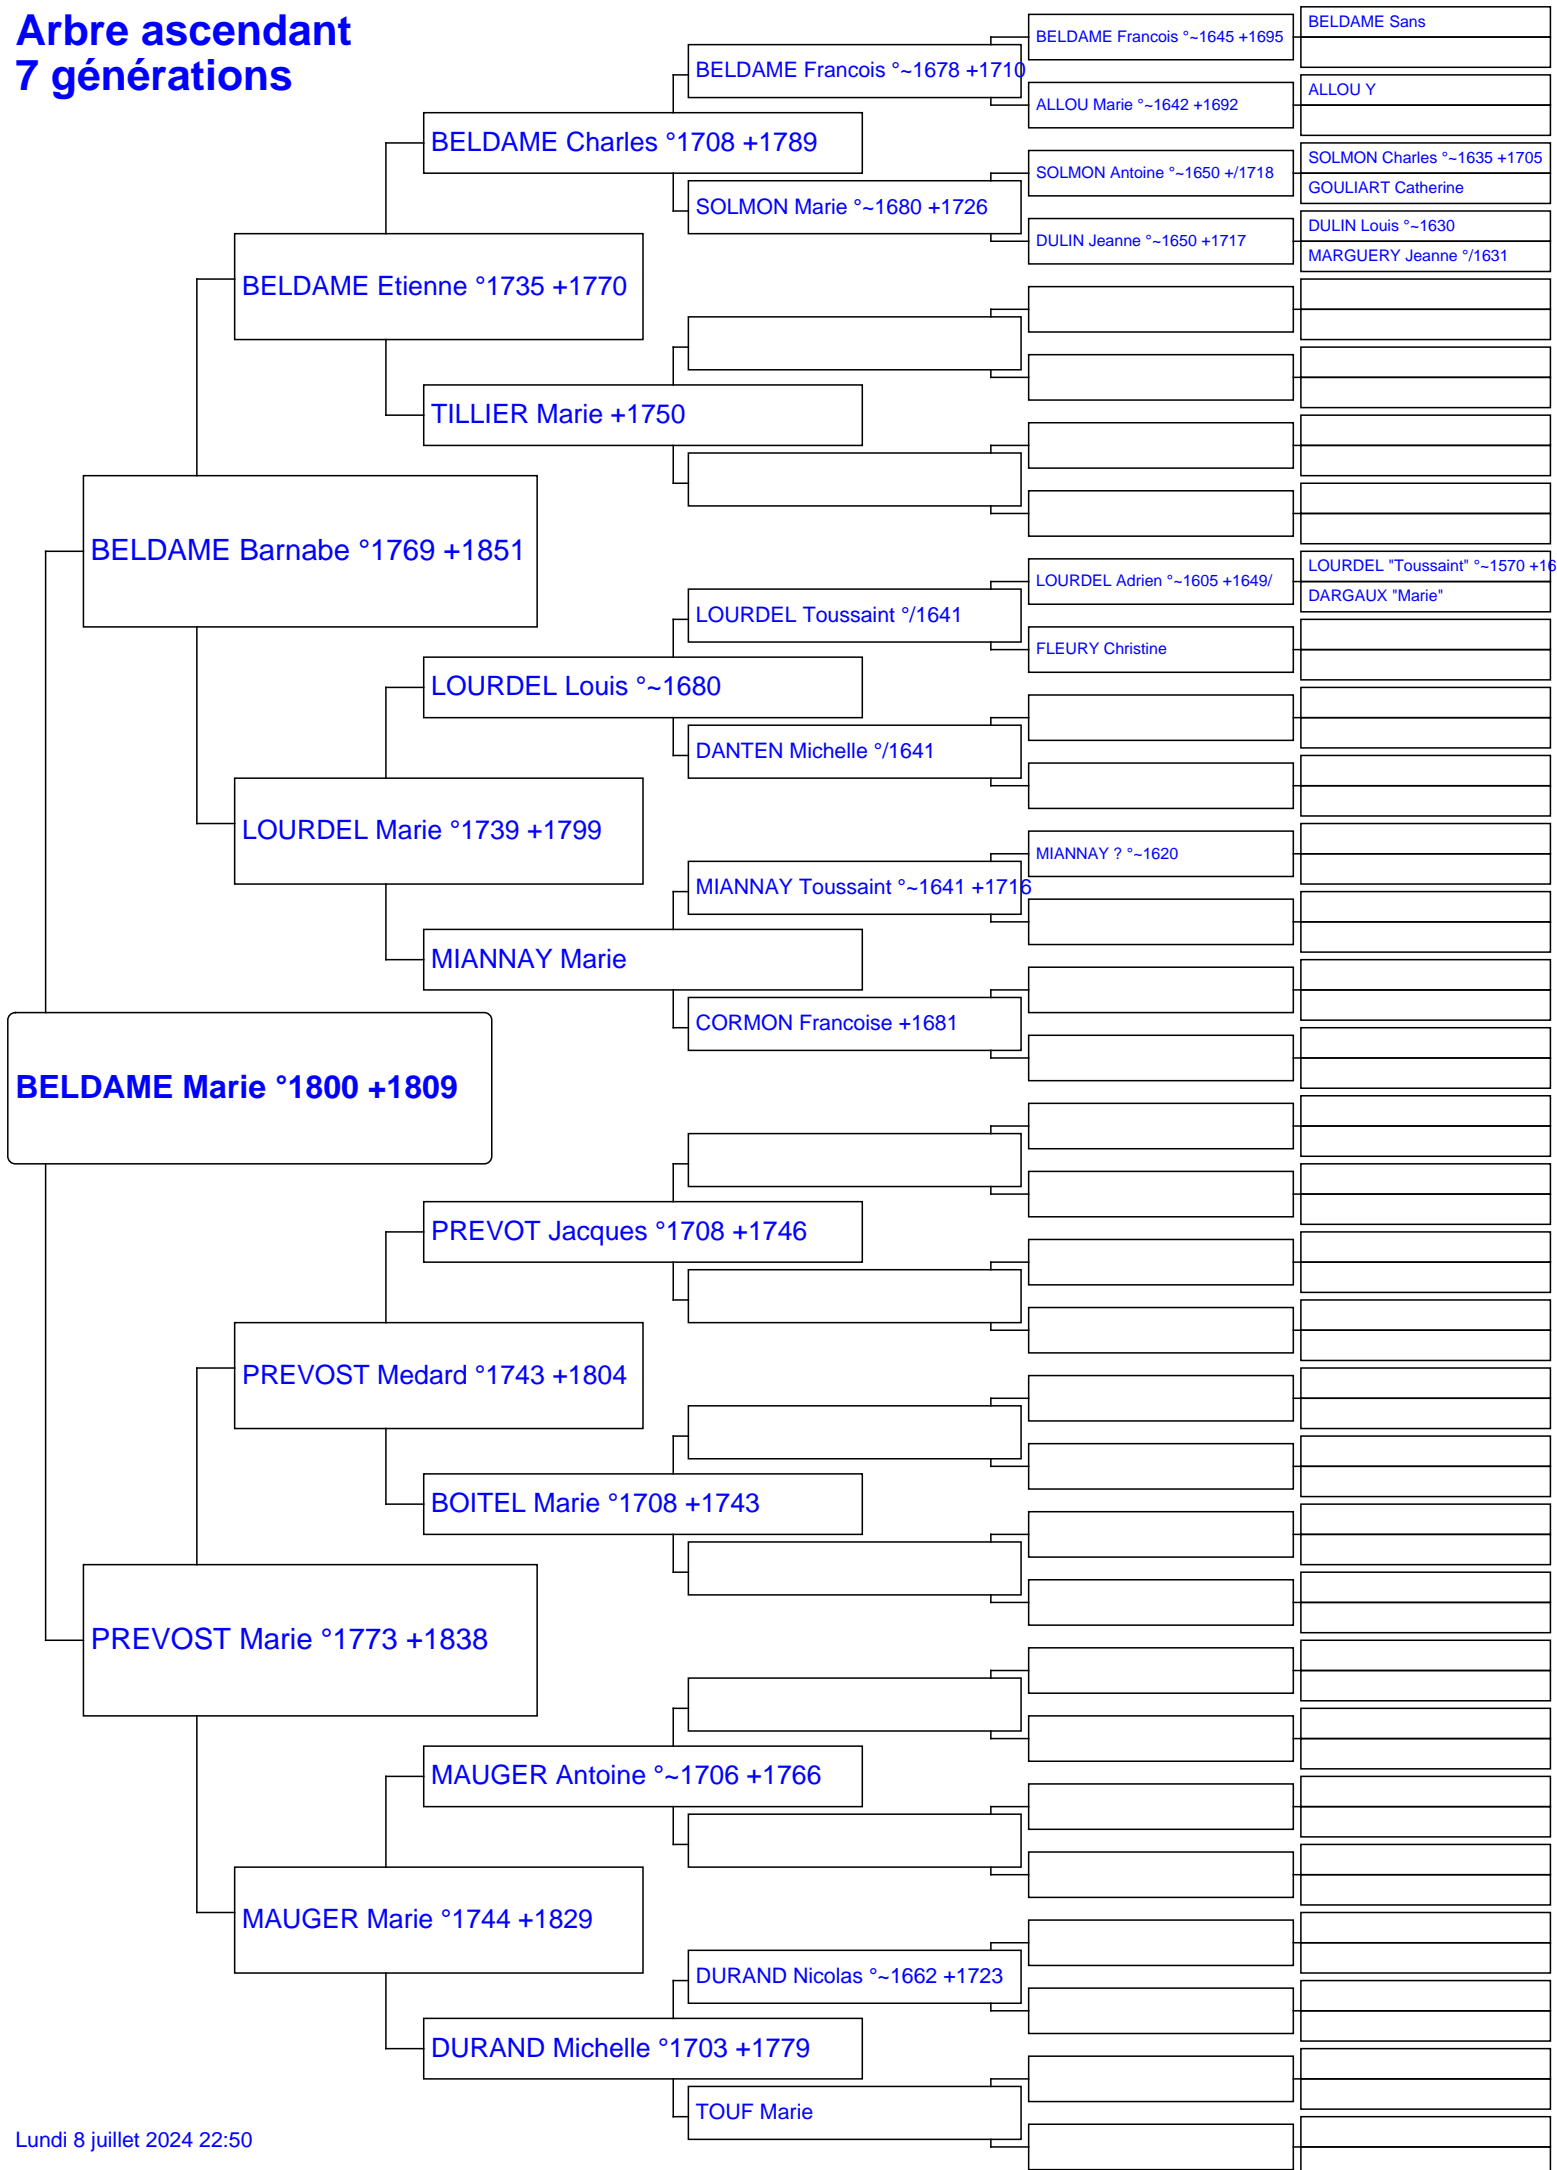 Arbre ascendant
7 générations
BELDAME Sans
BELDAME Francois °~1645 +1695
BELDAME Francois °~1678 +1710
ALLOU Y
ALLOU Marie °~1642 +1692
BELDAME Charles °1708 +1789
SOLMON Charles °~1635 +1705
SOLMON Antoine °~1650 +/1718
GOULIART Catherine
SOLMON Marie °~1680 +1726
DULIN Louis °~1630
DULIN Jeanne °~1650 +1717
MARGUERY Jeanne °/1631
BELDAME Etienne °1735 +1770
TILLIER Marie +1750
BELDAME Barnabe °1769 +1851
LOURDEL "Toussaint" °~1570 +16
LOURDEL Adrien °~1605 +1649/
DARGAUX "Marie"
LOURDEL Toussaint °/1641
FLEURY Christine
LOURDEL Louis °~1680
DANTEN Michelle °/1641
LOURDEL Marie °1739 +1799
MIANNAY ? °~1620
MIANNAY Toussaint °~1641 +1716
MIANNAY Marie
CORMON Francoise +1681
BELDAME Marie °1800 +1809
PREVOT Jacques °1708 +1746
PREVOST Medard °1743 +1804
BOITEL Marie °1708 +1743
PREVOST Marie °1773 +1838
MAUGER Antoine °~1706 +1766
MAUGER Marie °1744 +1829
DURAND Nicolas °~1662 +1723
DURAND Michelle °1703 +1779
TOUF Marie
Lundi 8 juillet 2024 22:50